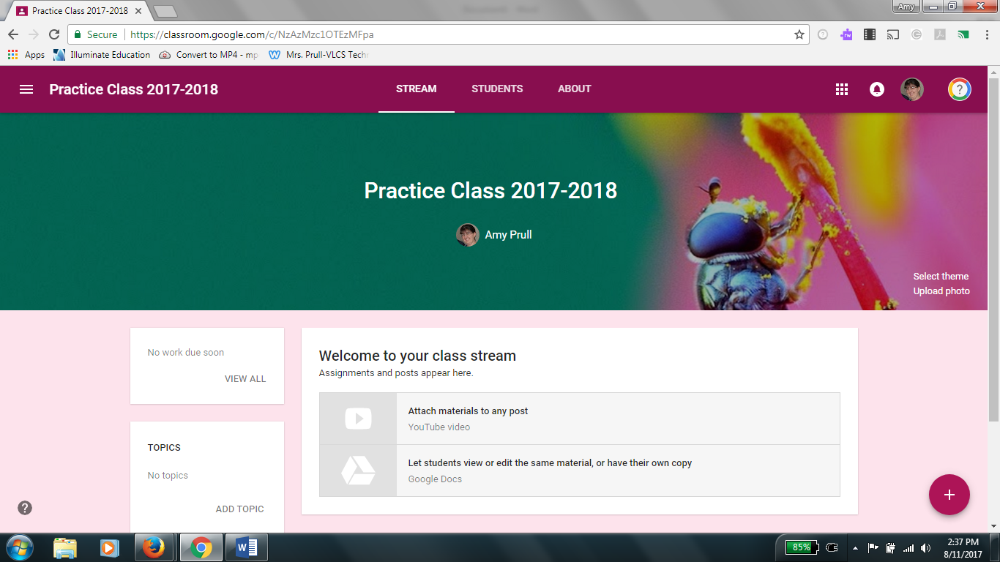 Practice Class 2017-2018
Amy
Secure https://classroom.google.com/c/NzAzMzc1OTEzMFpa
Apps Illuminate Education Convert to MP4 - mp Mrs. Prull-VLCS Tech
Practice Class 2017-2018 STREAM STUDENTS ABOUT
Practice Class 2017-2018
Amy Prull
Select theme
Upload photo
No work due soon
VIEW ALL
TOPICS
No topics
ADD TOPIC
Welcome to your class stream
Assignments and posts appear here.
Attach materials to any post
YouTube video
Let students view or edit the same material, or have their own copy
Google Docs
85%
2:37 PM
8/11/2017